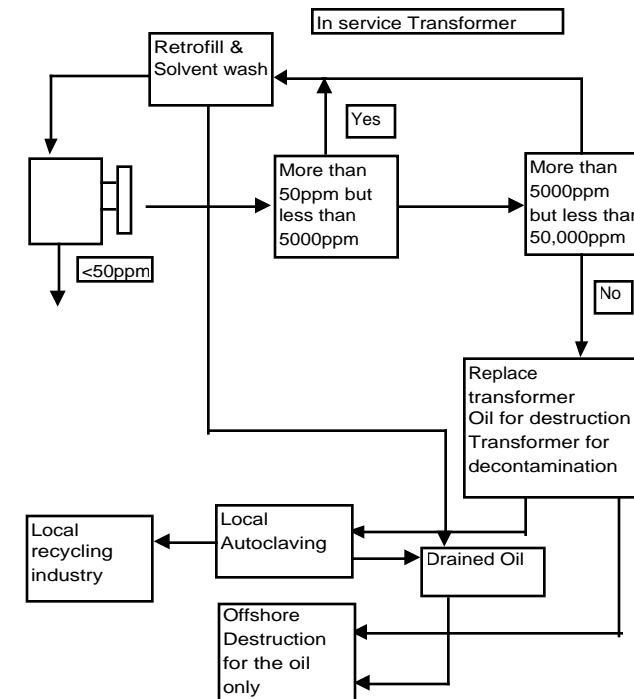 In service Transformer
Retrofill &
Solvent wash
Yes
More than
50ppm but
less than
5000ppm
More than
5000ppm
but less than
50,000ppm
<50ppm
No
Replace
transformer
Oil for destruction
Transformer for
decontamination
Local
recycling
industry
Local
Autoclaving
Drained Oil
Offshore
Destruction
for the oil
only